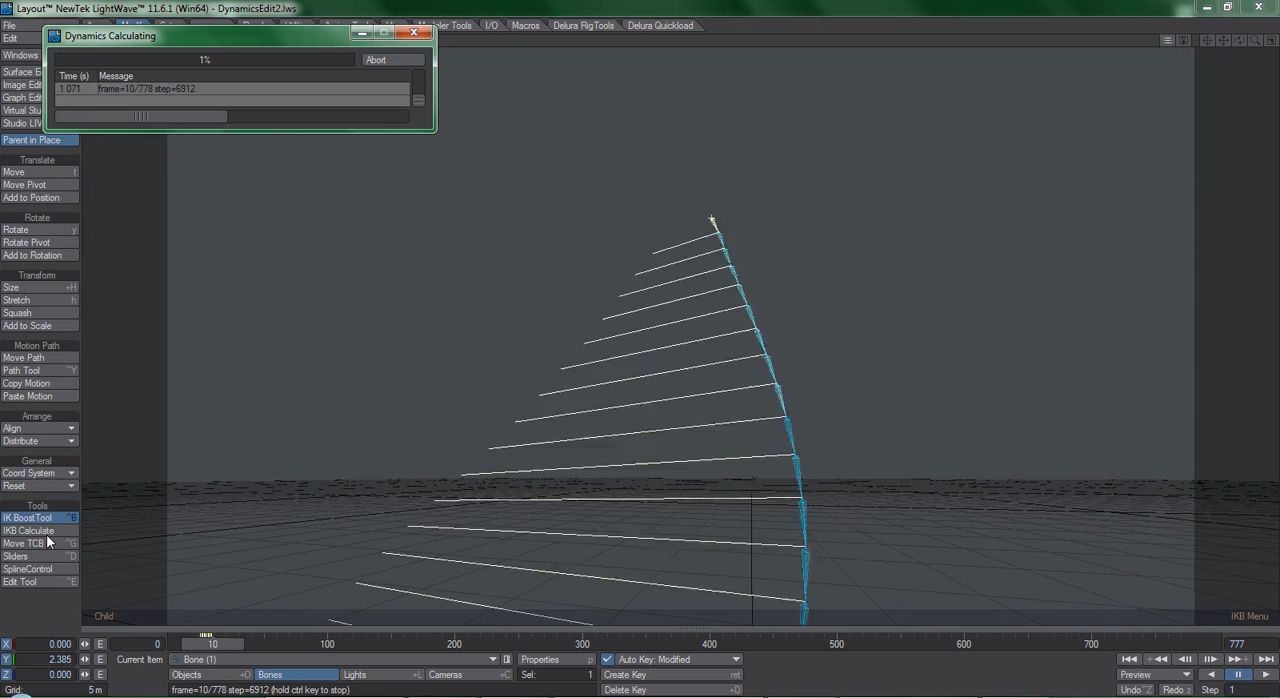 Layout™ NewTek LightWave™ 11.6.1 (Win64) - DynamicsEdit2.lws
File
Modeler Tools I/O Macros Delura RigTools Delura Quickload
Edit
Dynamics Calculating
Windows
1% Abort
Surface Ed
Time (s) Message
Image Edit
1.071 frame=10/778 step=6912
Graph Edit
Virtual Stu
Studio LIV
Parent in Place
Translate
Move t
Move Pivot
Add to Position
Rotate
Rotate y
Rotate Pivot
Add to Rotation
Transform
Size +H
Stretch h
Squash
Add to Scale
Motion Path
Move Path
Path Tool ^Y
Copy Motion
Paste Motion
Arrange
Align
Distribute
General
Coord System
Reset
Tools
IK BoostTool ^B
IKB Calculate
Move TCB ^G
Sliders ^D
SplineControl
Edit Tool ^E
Child IKB Menu
X 0.000 E 0 10 100 200 300 400 500 600 700 777
Y 2.385 E Current Item Bone (1) Properties p Auto Key: Modified
Z 0.000 E Objects +O Bones Lights +L Cameras Sel: 1 Create Key ret Preview
Grid: 5 m frame=10/778 step=6912 (hold ctrl key to stop) Delete Key Undo ^Z Redo z Step 1